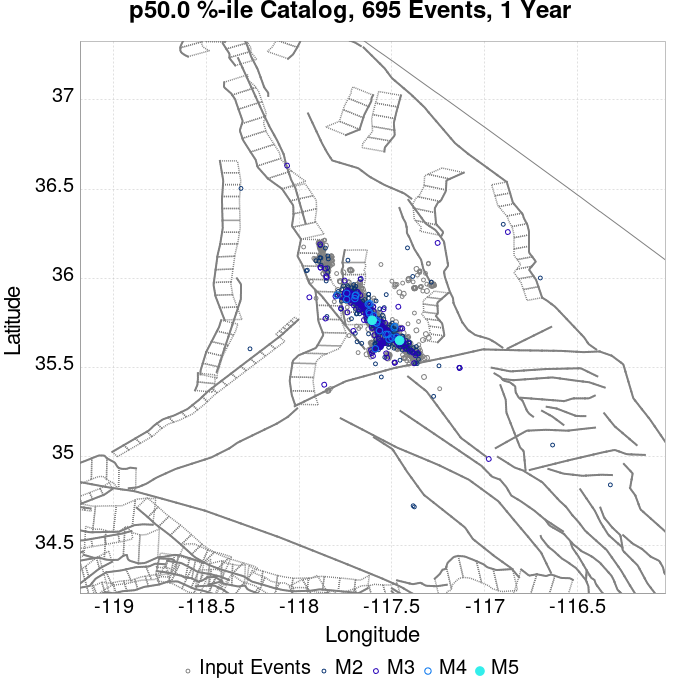 p50.0 %-ile Catalog, 695 Events, 1 Year
37
36.5
36
35.5
35
34.5
Latitude
-119 -118.5 -118 -117.5 -117 -116.5
Longitude
Input Events M2 M3 M4 M5